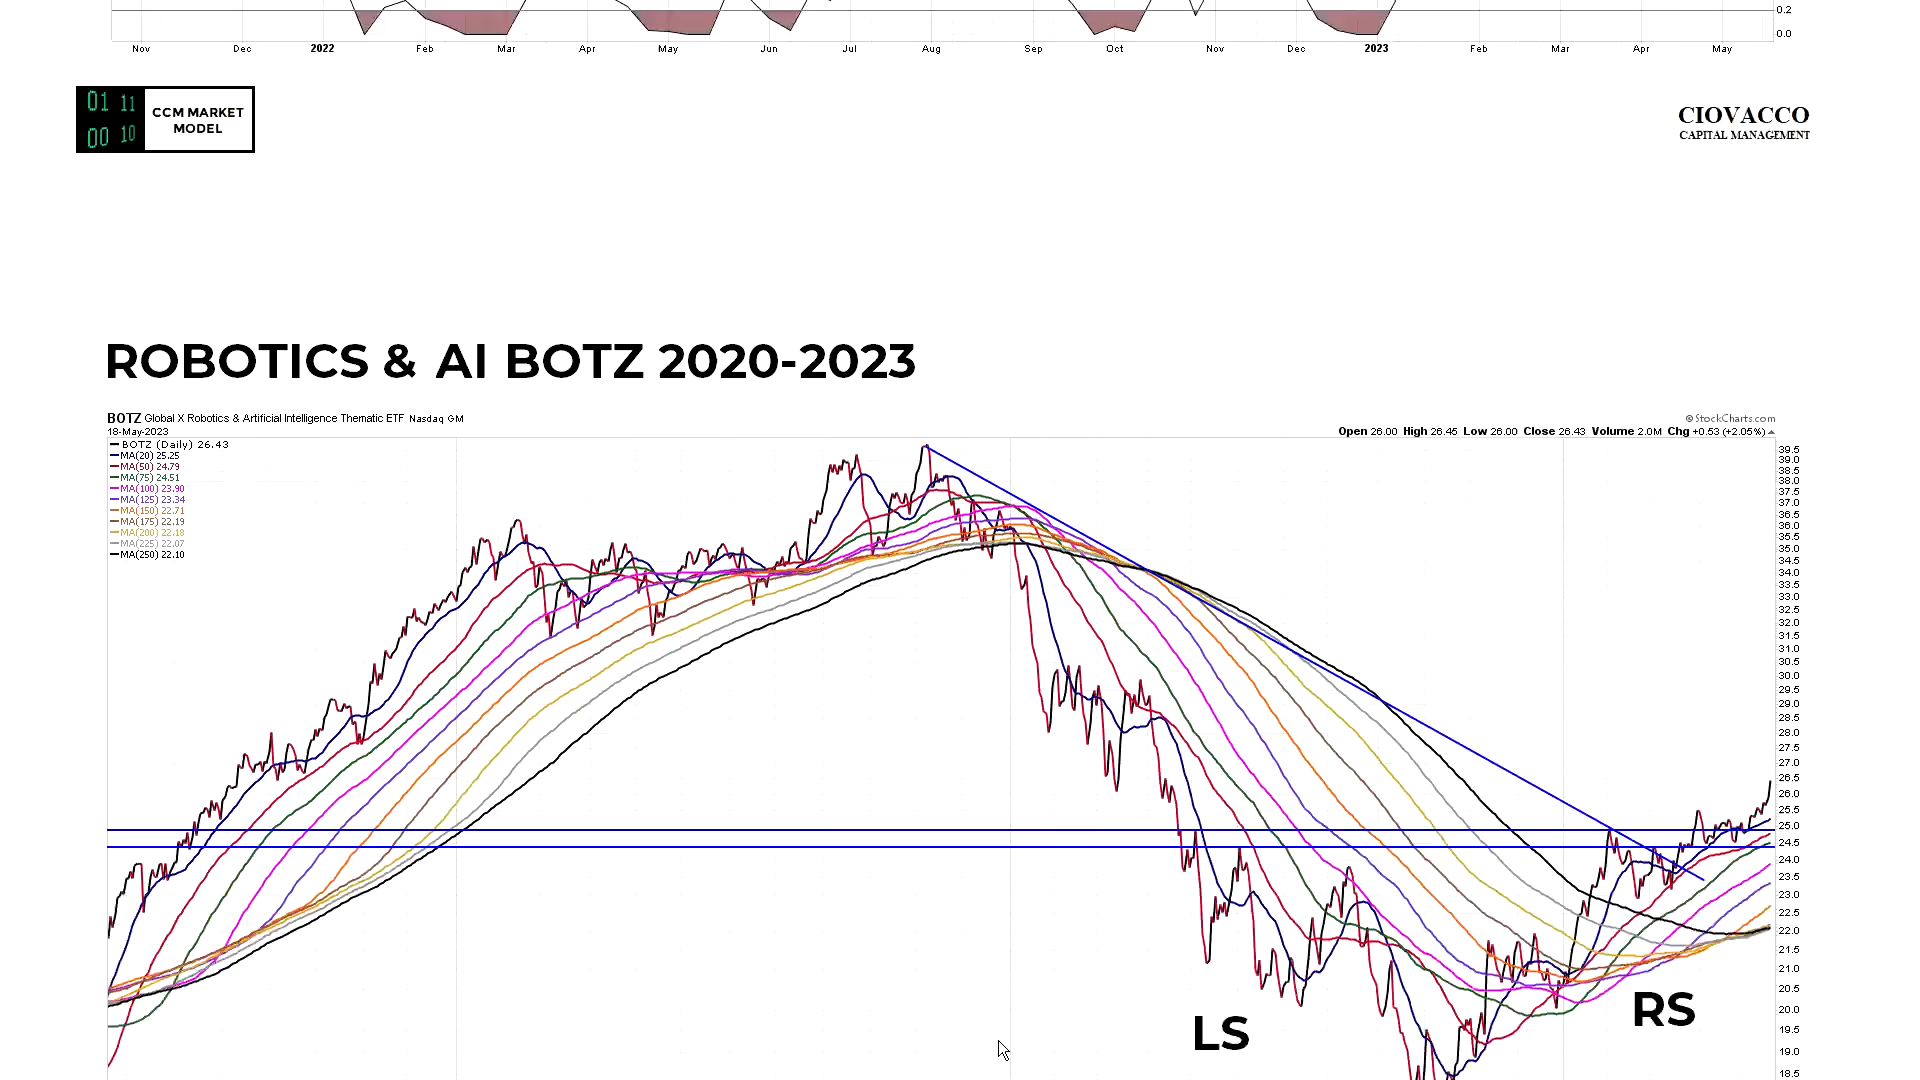 0.2
0.0
Nov Dec 2022 Feb Mar Apr May Jun Jul Aug Sep Oct Nov Dec 2023 Feb Mar Apr May
01 11
00 10
CCM MARKET
MODEL
CIOVACCO
CAPITAL MANAGEMENT
ROBOTICS & AI BOTZ 2020-2023
BOTZ Global X Robotics & Artificial Intelligence Thematic ETF Nasdaq GM
© StockCharts.com
18-May-2023
Open 26.00 High 26.45 Low 26.00 Close 26.43 Volume 2.0M Chg +0.53 (+2.05%)
BOTZ (Daily) 26.43
MA(20) 25.25
MA(50) 24.79
MA(75) 24.51
MA(100) 23.90
MA(125) 23.34
MA(150) 22.71
MA(175) 22.19
MA(200) 22.18
MA(225) 22.07
MA(250) 22.10
39.5
39.0
38.5
38.0
37.5
37.0
36.5
36.0
35.5
35.0
34.5
34.0
33.5
33.0
32.5
32.0
31.5
31.0
30.5
30.0
29.5
29.0
28.5
28.0
27.5
27.0
26.5
26.0
25.5
25.0
24.5
24.0
23.5
23.0
22.5
22.0
21.5
21.0
20.5
20.0
19.5
19.0
18.5
LS
RS